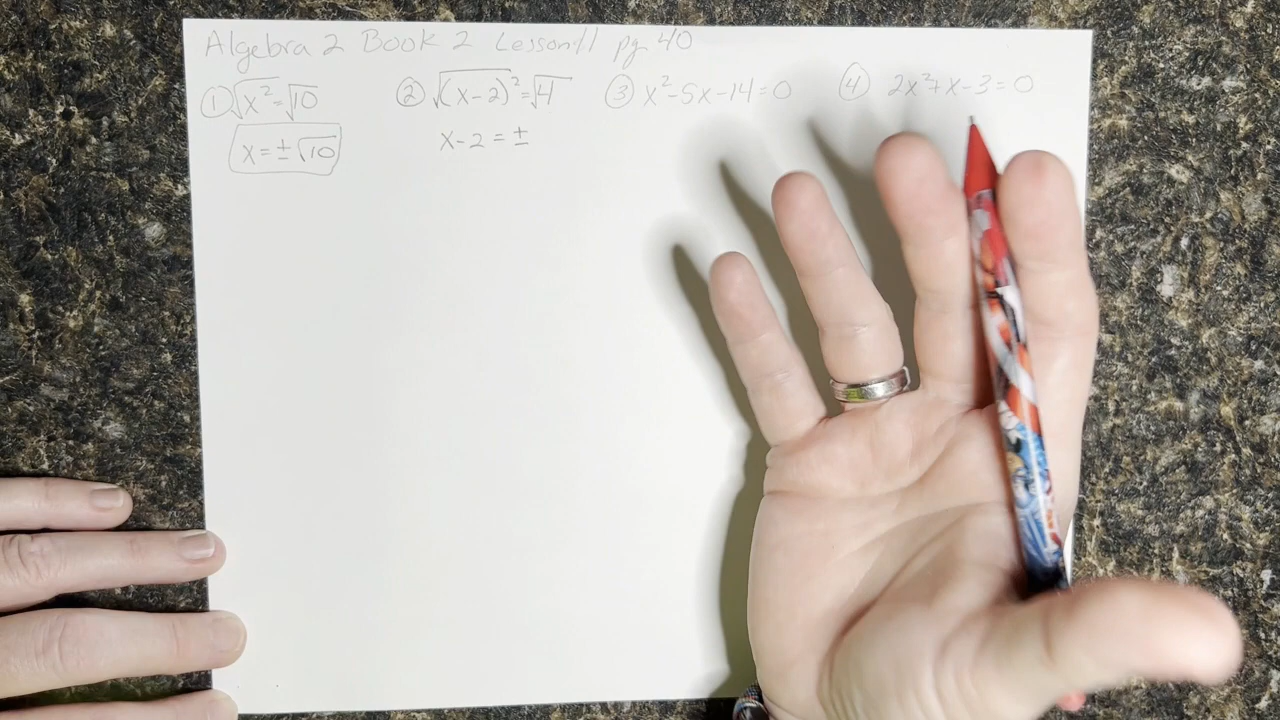 Algebra 2 Book 2 Lesson 11 pg 40
① √x² = √10 ② √(x-2)² = √4 ③ x²-5x-14=0 ④ 2x²+x-3=0
x = ± √10 x-2 = ±